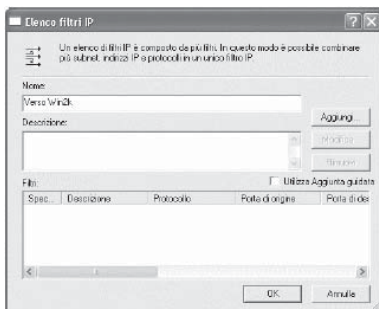 Elenco filtri IP
Un elenco di filtri IP è composto da più filtri. In questo modo è possibile combinare
più subnet, indirizzi IP e protocolli in un unico filtro IP.
Nome:
Verso Win2k
Descrizione:
Aggiungi...
Modifica...
Rimuovi
Filtri:
Utilizza Aggiunta guidata
Spec... Descrizione Protocollo Porta di origine Porta di des
OK Annulla